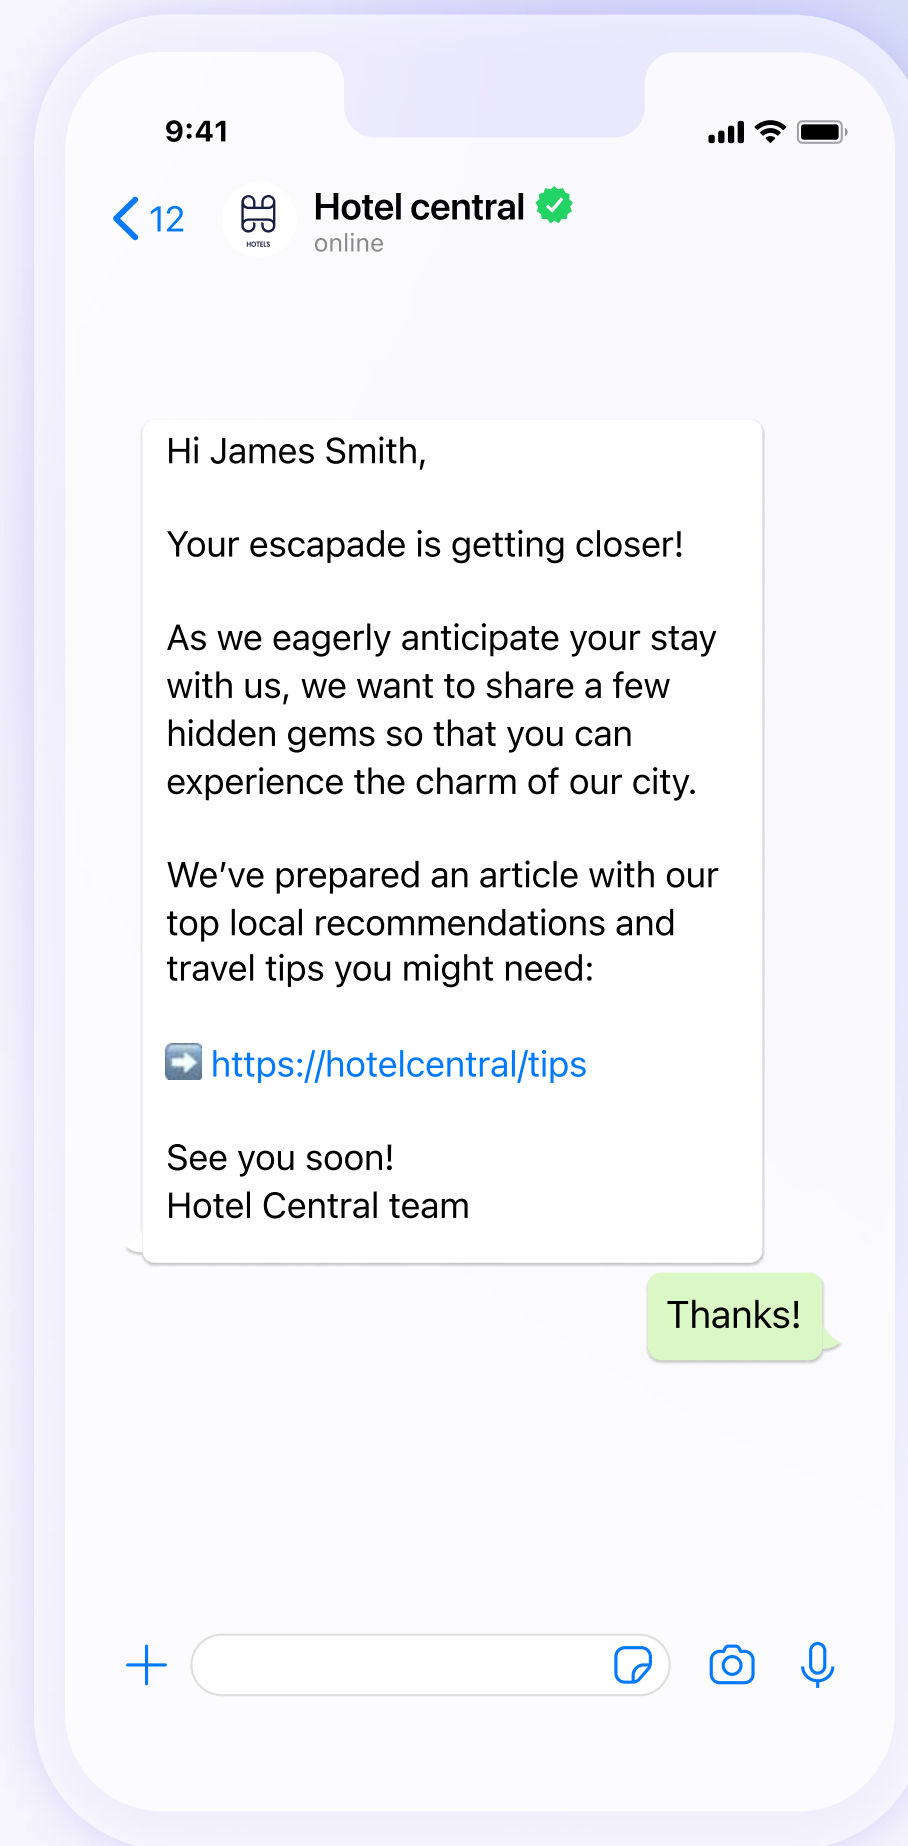 9:41
12
HOTELS
Hotel central
online
Hi James Smith,
Your escapade is getting closer!
As we eagerly anticipate your stay
with us, we want to share a few
hidden gems so that you can
experience the charm of our city.
We’ve prepared an article with our
top local recommendations and
travel tips you might need:
➡️ https://hotelcentral/tips
See you soon!
Hotel Central team
Thanks!